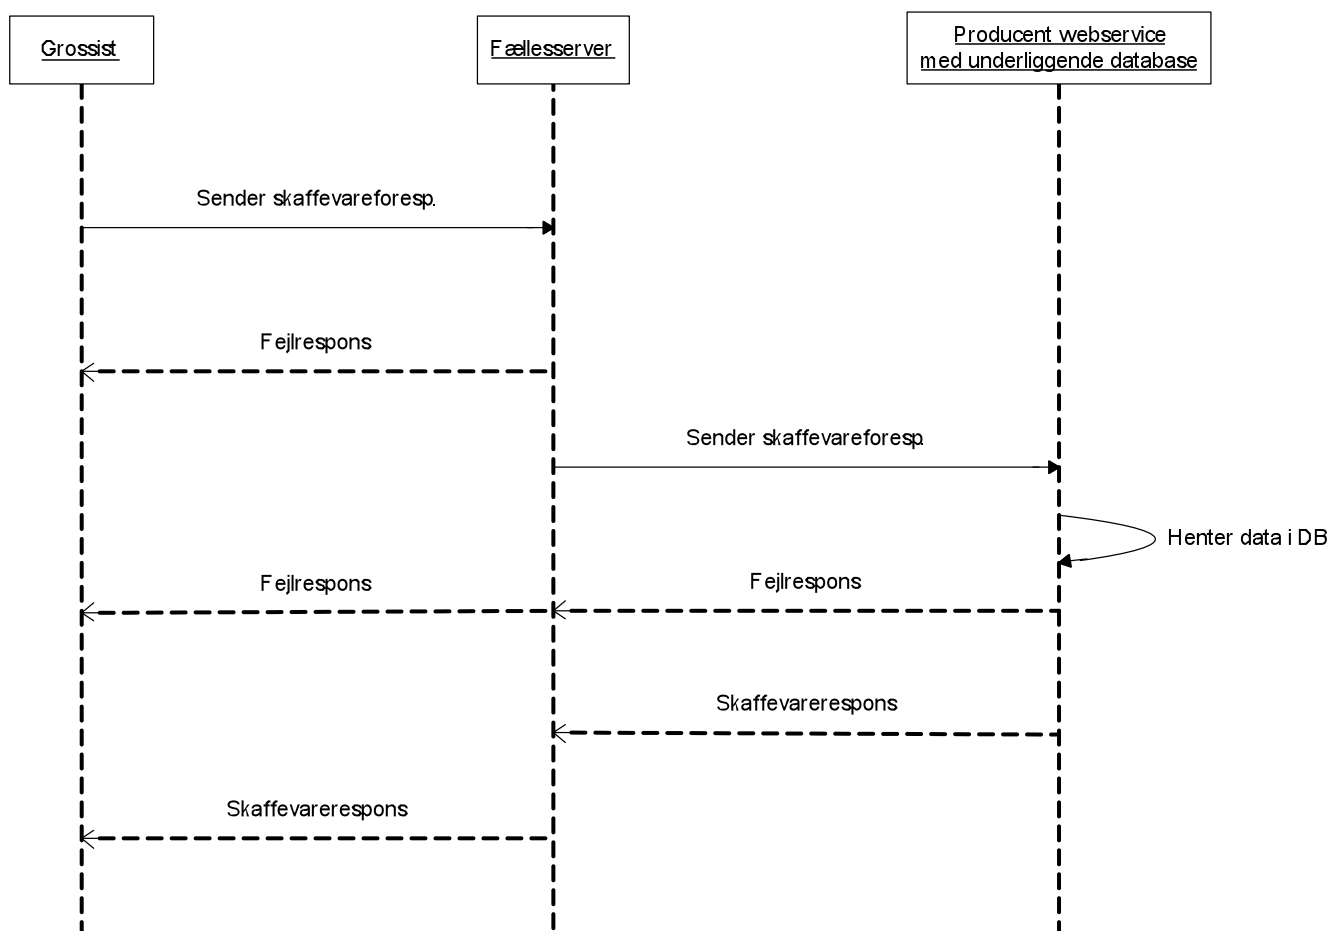 Grossist
Fællesserver
Producent webservice
med underliggende database
Sender skaffevareforesp.
Fejlrespons
Sender skaffevareforesp.
Henter data i DB
Fejlrespons
Fejlrespons
Skaffevarerespons
Skaffevarerespons